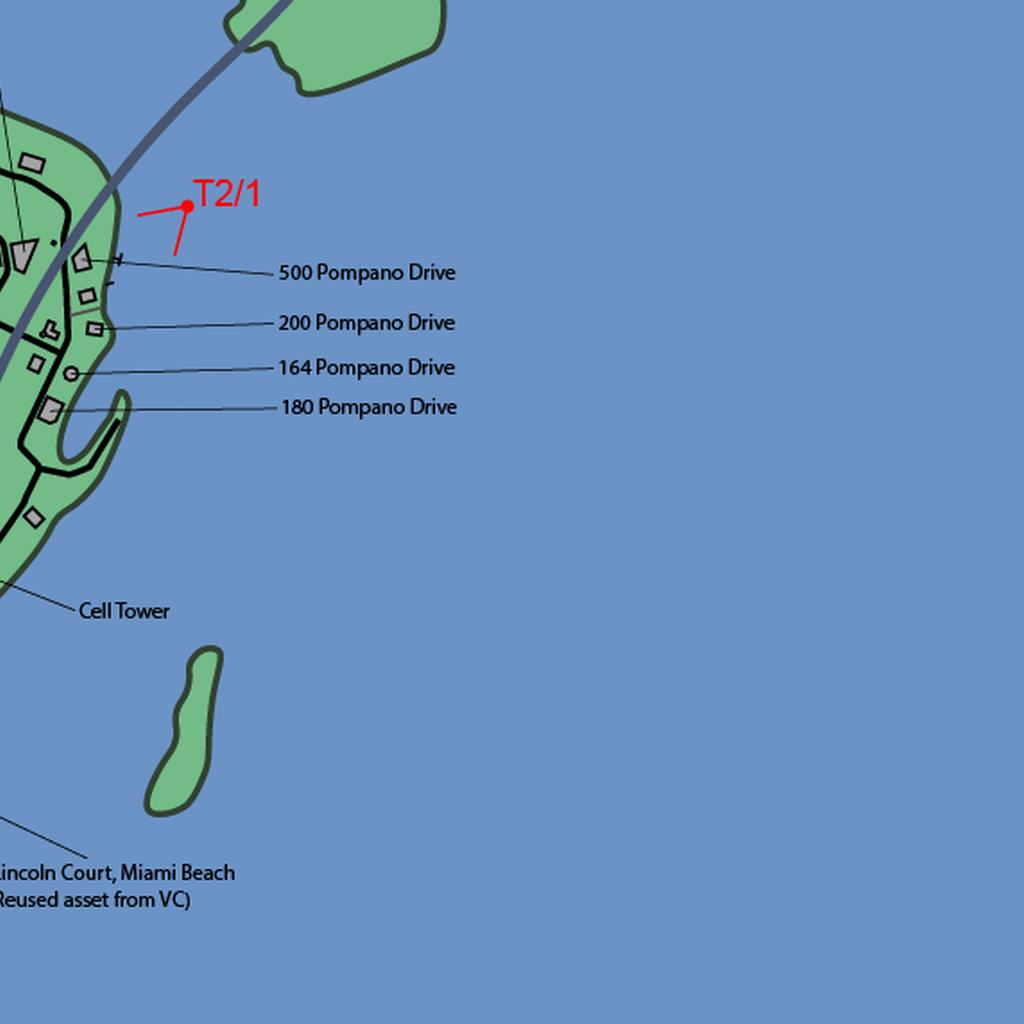 T2/1
500 Pompano Drive
200 Pompano Drive
164 Pompano Drive
180 Pompano Drive
Cell Tower
Lincoln Court, Miami Beach
Reused asset from VC)